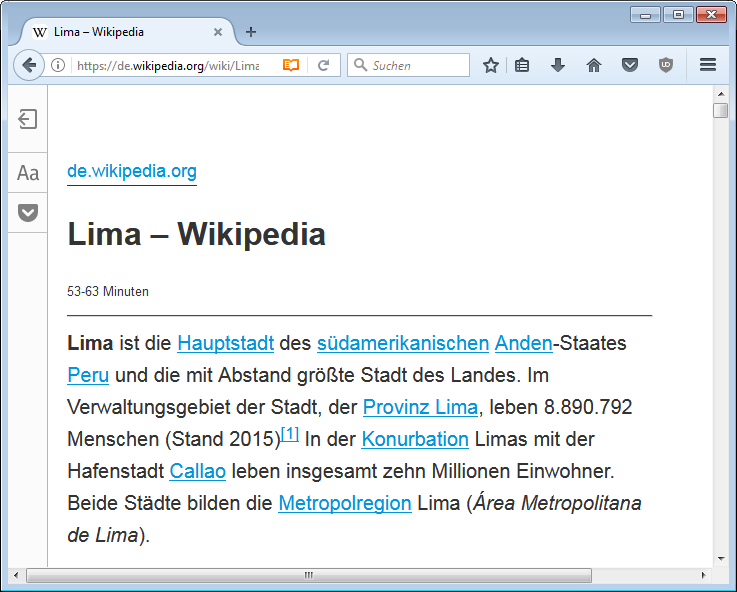 W Lima – Wikipedia
https://de.wikipedia.org/wiki/Lima
Suchen
Aa
de.wikipedia.org
Lima – Wikipedia
53-63 Minuten
Lima ist die Hauptstadt des südamerikanischen Anden-Staates
Peru und die mit Abstand größte Stadt des Landes. Im
Verwaltungsgebiet der Stadt, der Provinz Lima, leben 8.890.792
Menschen (Stand 2015)[1] In der Konurbation Limas mit der
Hafenstadt Callao leben insgesamt zehn Millionen Einwohner.
Beide Städte bilden die Metropolregion Lima (Área Metropolitana
de Lima).